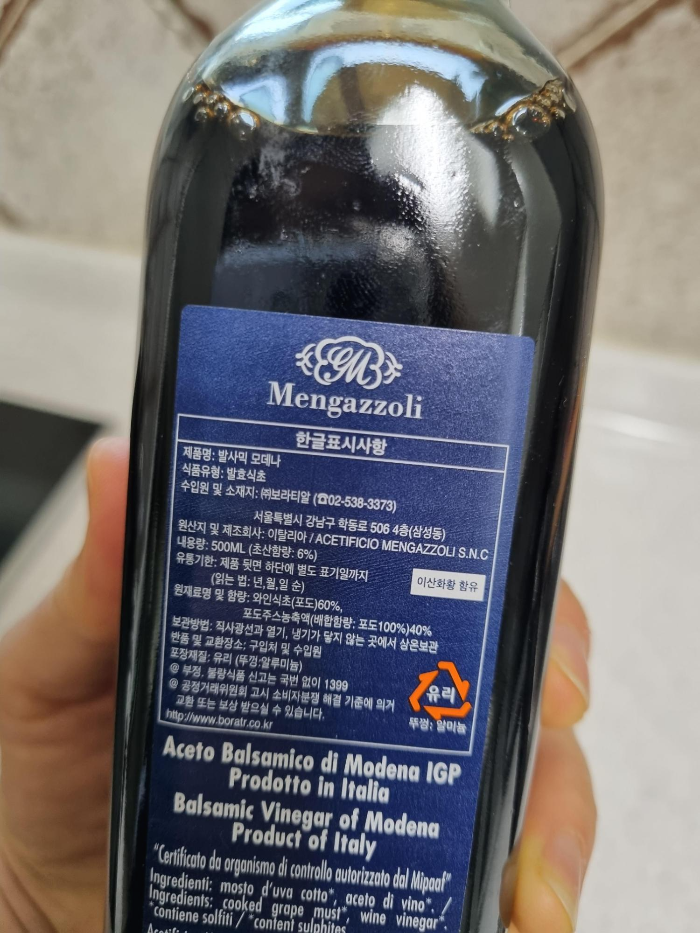 GM
Mengazzoli
한글표시사항
제품명: 발사믹 모데나
식품유형: 발효식초
수입원 및 소재지: ㈜보라티알 (☎02-538-3373)
서울특별시 강남구 학동로 506 4층(삼성동)
원산지 및 제조회사: 이탈리아 / ACETIFICIO MENGAZZOLI S.N.C
내용량: 500ML (초산함량: 6%)
유통기한: 제품 뒷면 하단에 별도 표기일까지
(읽는 법: 년,월,일 순)
이산화황 함유
원재료명 및 함량: 와인식초(포도)60%,
포도주스농축액(배합함량: 포도100%)40%
보관방법: 직사광선과 열기, 냉기가 닿지 않는 곳에서 상온보관
반품 및 교환장소: 구입처 및 수입원
포장재질: 유리 (뚜껑:알루미늄)
@ 부정, 불량식품 신고는 국번 없이 1399
@ 공정거래위원회 고시 소비자분쟁 해결 기준에 의거
교환 또는 보상 받으실 수 있습니다.
http://www.boratr.co.kr
유리
뚜껑: 알미늄
Aceto Balsamico di Modena IGP
Prodotto in Italia
Balsamic Vinegar of Modena
Product of Italy
"Certificato da organismo di controllo autorizzato dal Mipaaf"
Ingredienti: mosto d'uva cotto*, aceto di vino*. /
Ingredients: cooked grape must*, wine vinegar*.
*contiene solfiti / *content sulphites